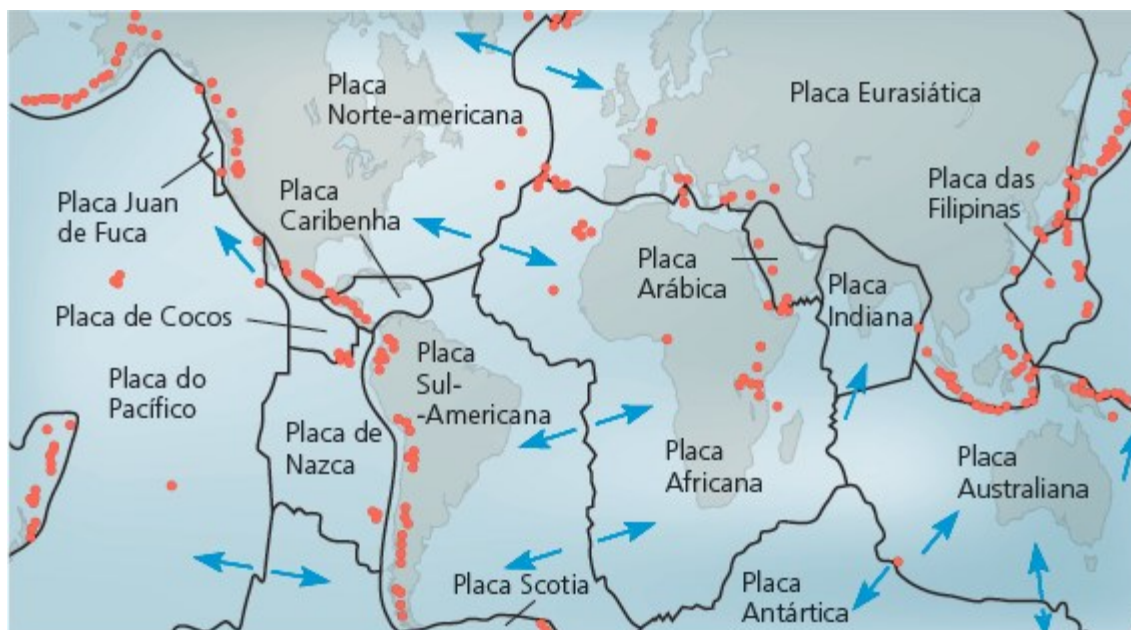 Placa
Norte-americana
Placa Eurasiática
Placa Juan
de Fuca
Placa
Caribenha
Placa das
Filipinas
Placa
Arábica
Placa
Indiana
Placa de Cocos
Placa do
Pacífico
Placa
Sul-
-Americana
Placa de
Nazca
Placa
Africana
Placa
Australiana
Placa Scotia
Placa
Antártica